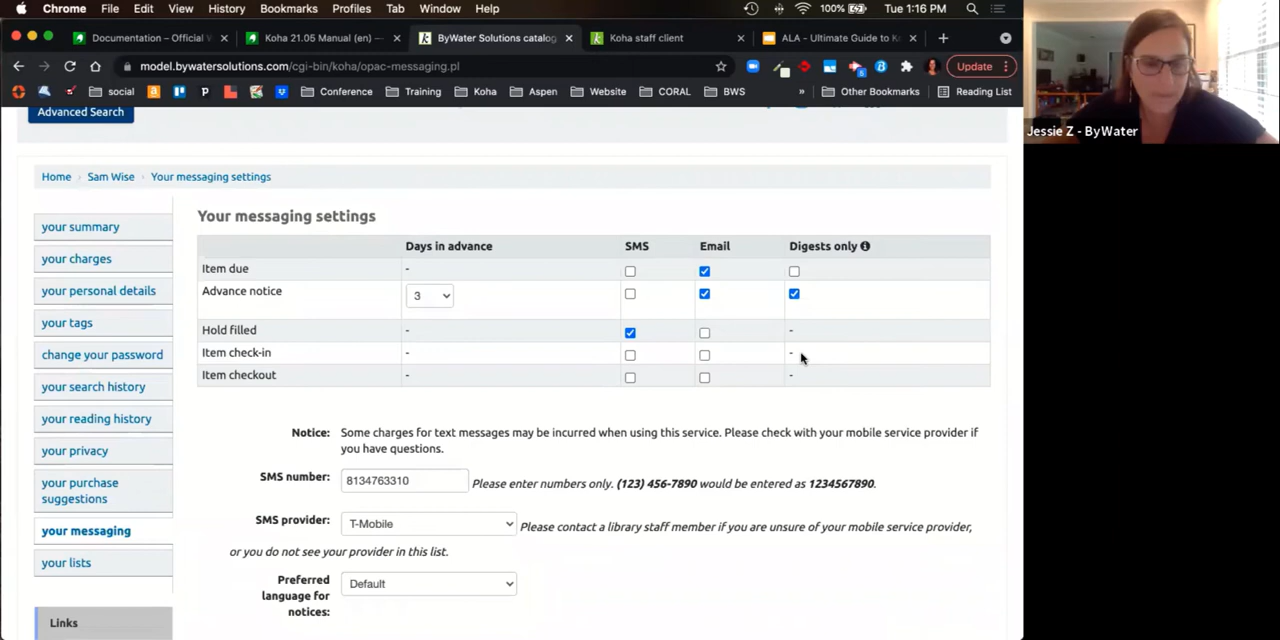 Chrome File Edit View History Bookmarks Profiles Tab Window Help 100% Tue 1:16 PM
Documentation – Official Koha 21.05 Manual (en) — ByWater Solutions catalog Koha staff client ALA - Ultimate Guide to
model.bywatersolutions.com/cgi-bin/koha/opac-messaging.pl Update
social Conference Training Koha Aspen Website CORAL BWS » Other Bookmarks Reading List
Jessie Z - ByWater
Advanced Search
Home › Sam Wise › Your messaging settings
your summary
your charges
your personal details
your tags
change your password
your search history
your reading history
your privacy
your purchase
suggestions
your messaging
your lists
Links
Your messaging settings
Days in advance SMS Email Digests only
Item due -
Advance notice 3
Hold filled - -
Item check-in - -
Item checkout - -
Notice: Some charges for text messages may be incurred when using this service. Please check with your mobile service provider if
you have questions.
SMS number: 8134763310 Please enter numbers only. (123) 456-7890 would be entered as 1234567890.
SMS provider: T-Mobile Please contact a library staff member if you are unsure of your mobile service provider,
or you do not see your provider in this list.
Preferred
language for
notices:
Default